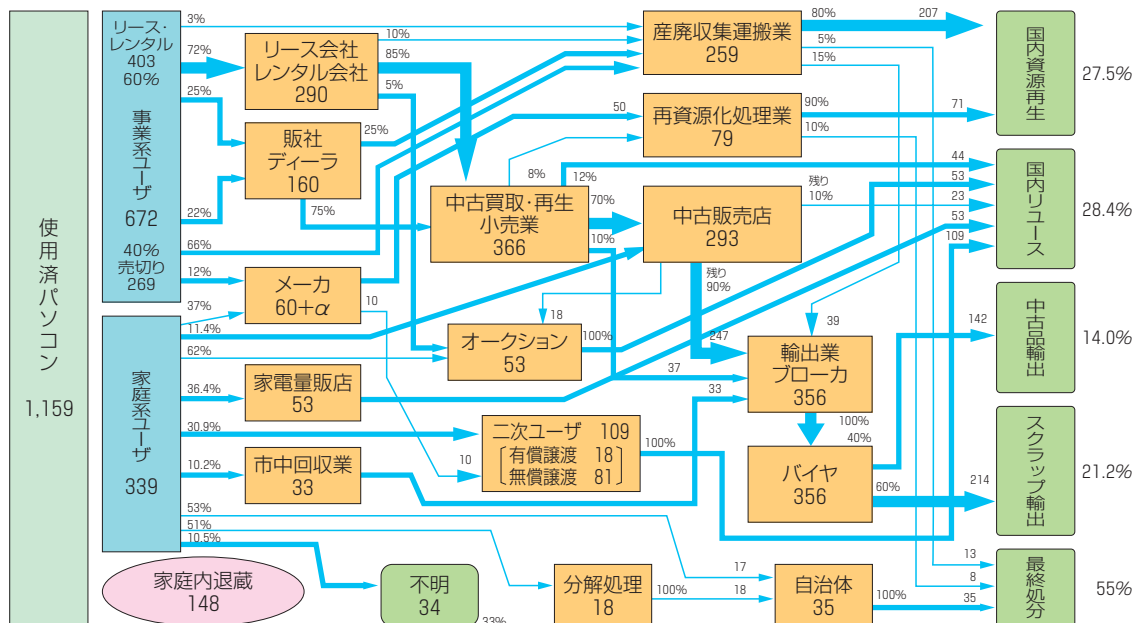 使用済パソコン
1,159
リース・
レンタル
403
60%
事業系ユーザ
672
40%
売切り
269
家庭系ユーザ
339
3%
72%
25%
22%
66%
12%
37%
11.4%
62%
36.4%
30.9%
10.2%
53%
51%
10.5%
リース会社
レンタル会社
290
10%
85%
5%
販社
ディーラ
160
25%
75%
メーカ
60+α
10
家電量販店
53
市中回収業
33
家庭内退蔵
148
不明
34
33%
中古買取・再生
小売業
366
8%
12%
70%
10%
オークション
53
18
100%
二次ユーザ 109
有償譲渡 18
無償譲渡 81
10
100%
分解処理
18
100%
産廃収集運搬業
259
80%
207
5%
15%
再資源化処理業
79
50
90%
71
10%
中古販売店
293
残り
10%
残り
90%
247
39
37
33
輸出業
ブローカ
356
100%
バイヤ
356
40%
60%
142
214
17
18
自治体
35
100%
44
53
23
53
109
13
8
35
国内資源再生
27.5%
国内リユース
28.4%
中古品輸出
14.0%
スクラップ輸出
21.2%
最終処分
55%